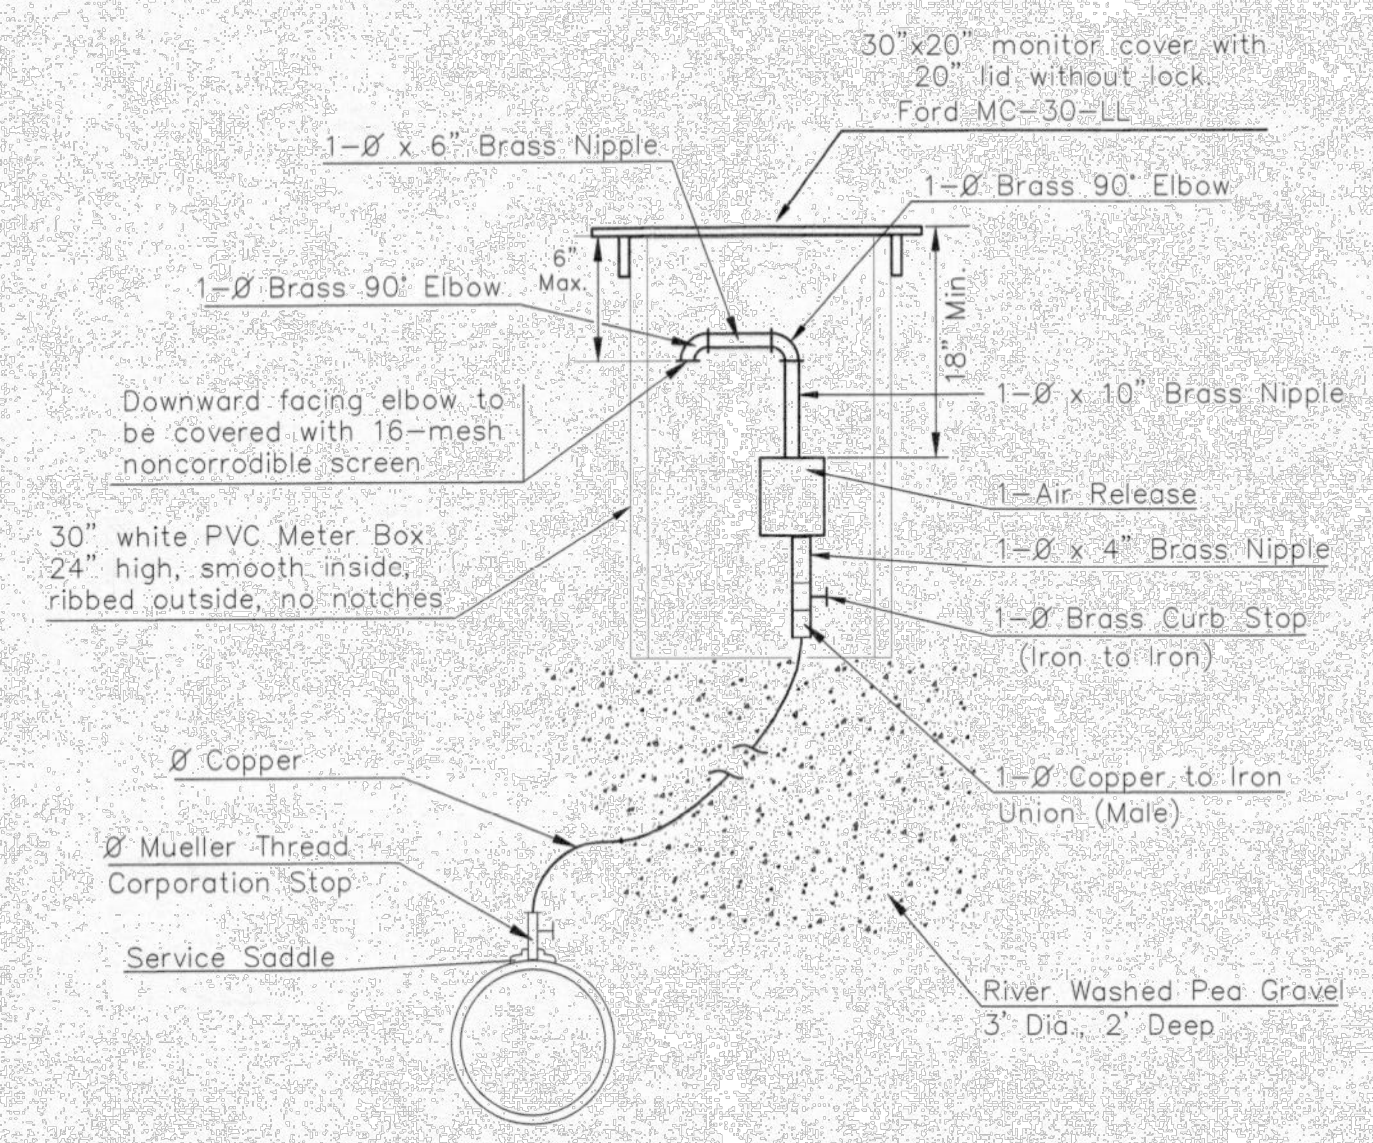 30"x20" monitor cover with
20" lid without lock.
Ford MC-30-LL
1-Ø x 6" Brass Nipple
1-Ø Brass 90° Elbow
6"
Max.
1-Ø Brass 90° Elbow
18" Min.
Downward facing elbow to
be covered with 16-mesh
noncorrodible screen
1-Ø x 10" Brass Nipple
1-Air Release
30" white PVC Meter Box
24" high, smooth inside,
ribbed outside, no notches
1-Ø x 4" Brass Nipple
1-Ø Brass Curb Stop
(Iron to Iron)
Ø Copper
1-Ø Copper to Iron
Union (Male)
Ø Mueller Thread
Corporation Stop
Service Saddle
River Washed Pea Gravel
3' Dia., 2' Deep